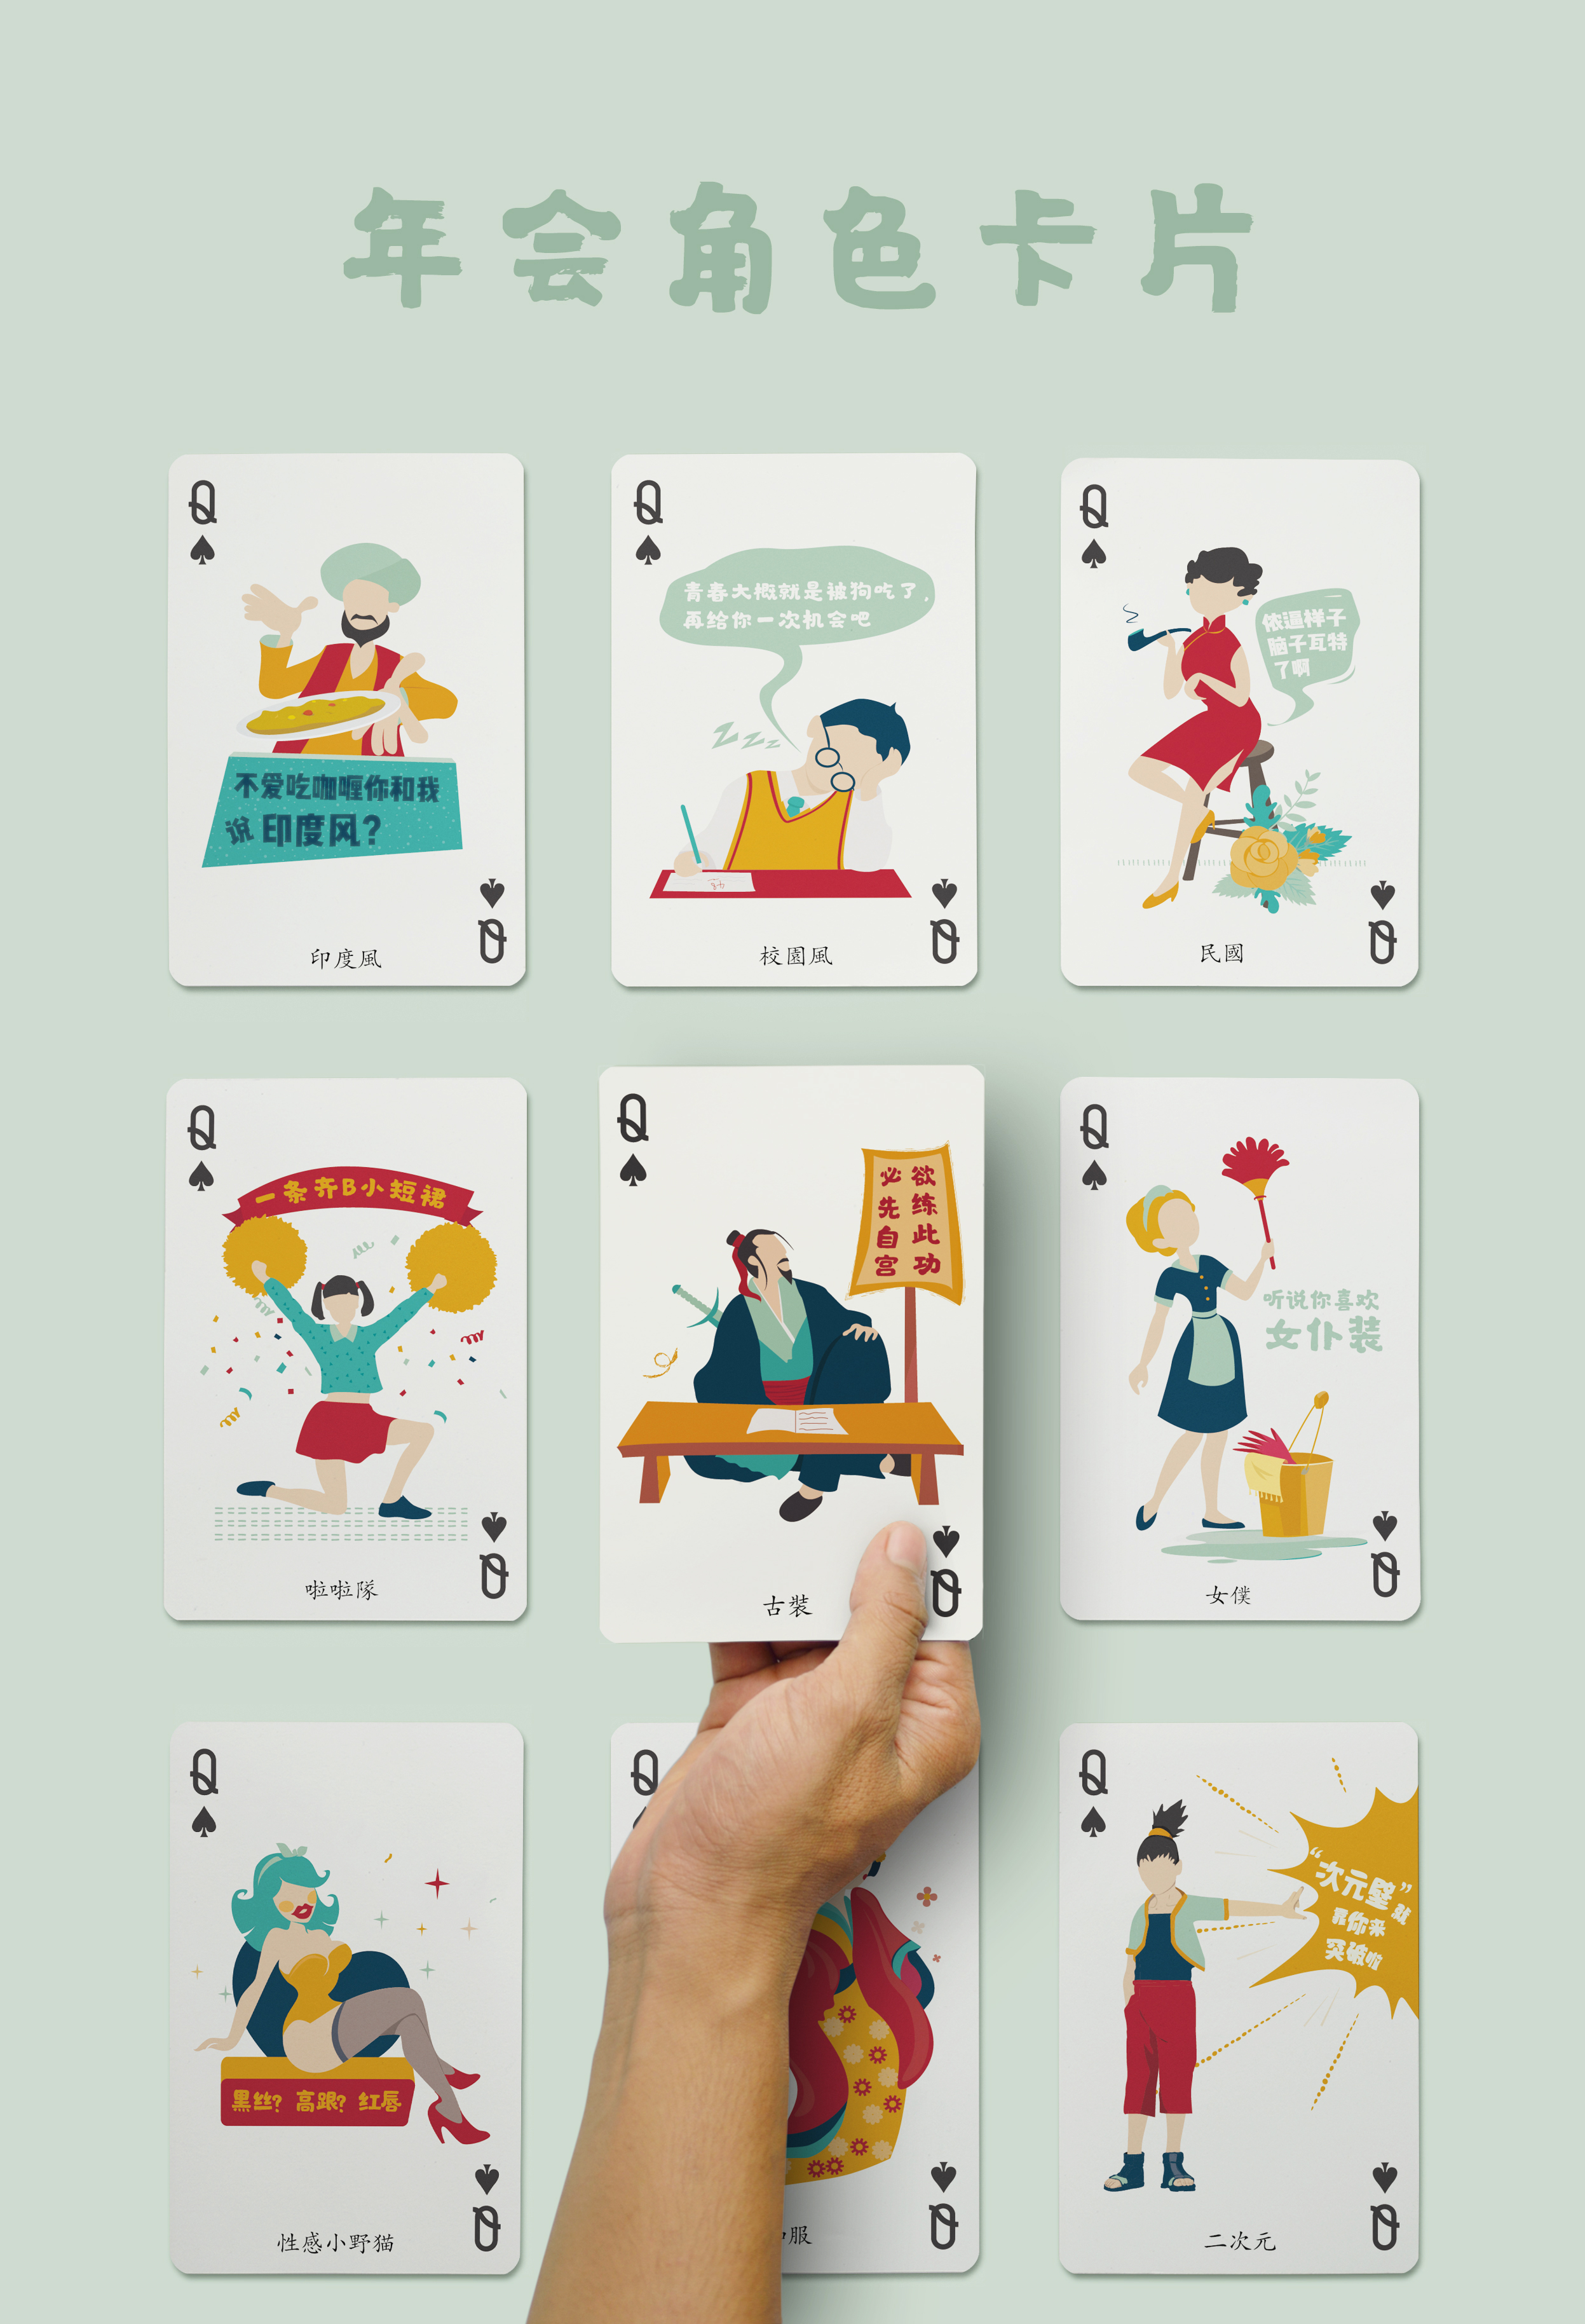 年会角色卡片
Q
不爱吃咖喱你和我
说印度风？
印度風
Q
Q
青春大概就是被狗吃了，
再给你一次机会吧
zzzz
校園風
Q
Q
侬逼样子
脑子瓦特
了啊
民國
Q
Q
一条齐B小短裙
啦啦隊
Q
Q
欲练此功
必先自宫
古裝
Q
Q
听说你喜欢
女仆装
女僕
Q
Q
黑丝？高跟？红唇
性感小野猫
Q
Q
服
Q
Q
“次元壁”就
靠你来
突破啦
二次元
Q